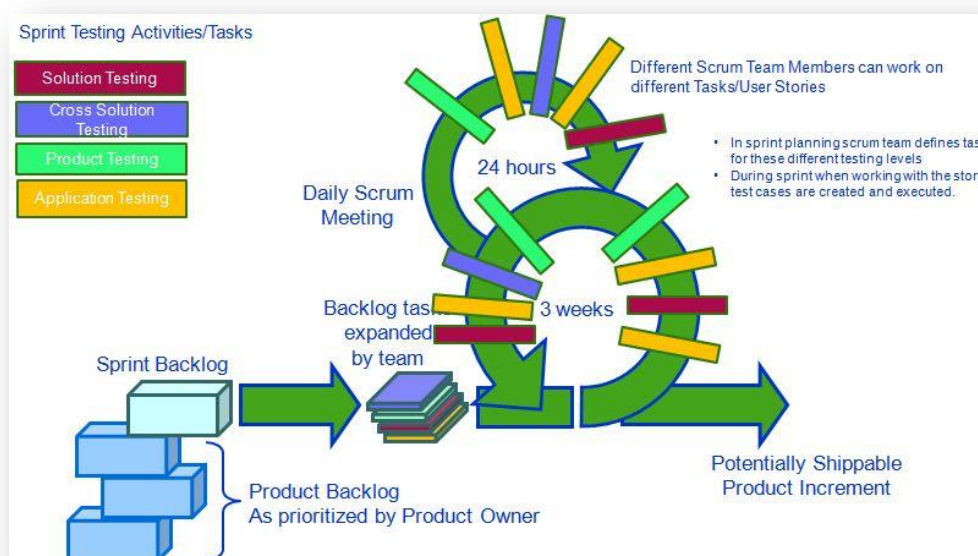 Sprint Testing Activities/Tasks
Solution Testing
Cross Solution
Testing
Product Testing
Application Testing
Different Scrum Team Members can work on
different Tasks/User Stories
• In sprint planning scrum team defines
for these different testing levels
• During sprint when working with the
test cases are created and executed.
24 hours
Daily Scrum
Meeting
Backlog
expanded
by team
3 weeks
Sprint Backlog
Product Backlog
As prioritized by Product Owner
Potentially Shippable
Product Increment